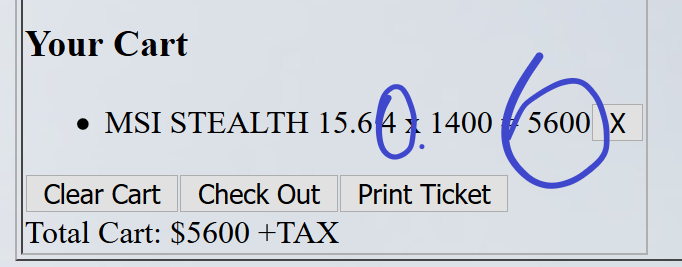 Your Cart
• MSI STEALTH 15.6 4 x 1400 = 5600 X
Clear Cart Check Out Print Ticket
Total Cart: $5600 +TAX